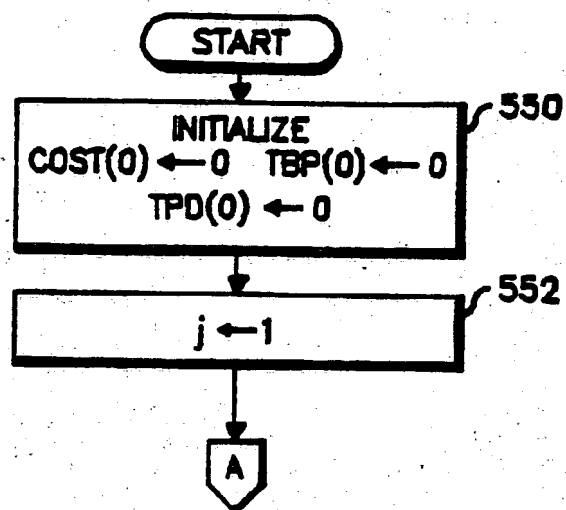 START
550
INITIALIZE
COST(0) ← 0 TBP(0) ← 0
TPD(0) ← 0
552
j ← 1
A